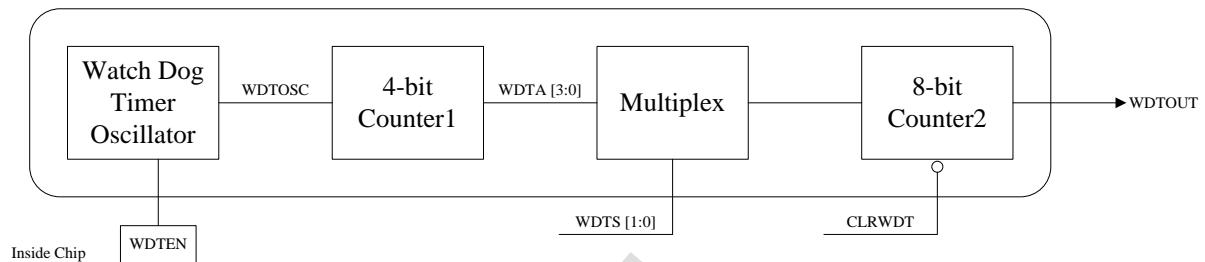 Watch Dog
Timer
Oscillator
WDTOSC
4-bit
Counter1
WDTA [3:0]
Multiplex
8-bit
Counter2
WDTOUT
WDTS [1:0]
CLRWDT
WDTEN
Inside Chip